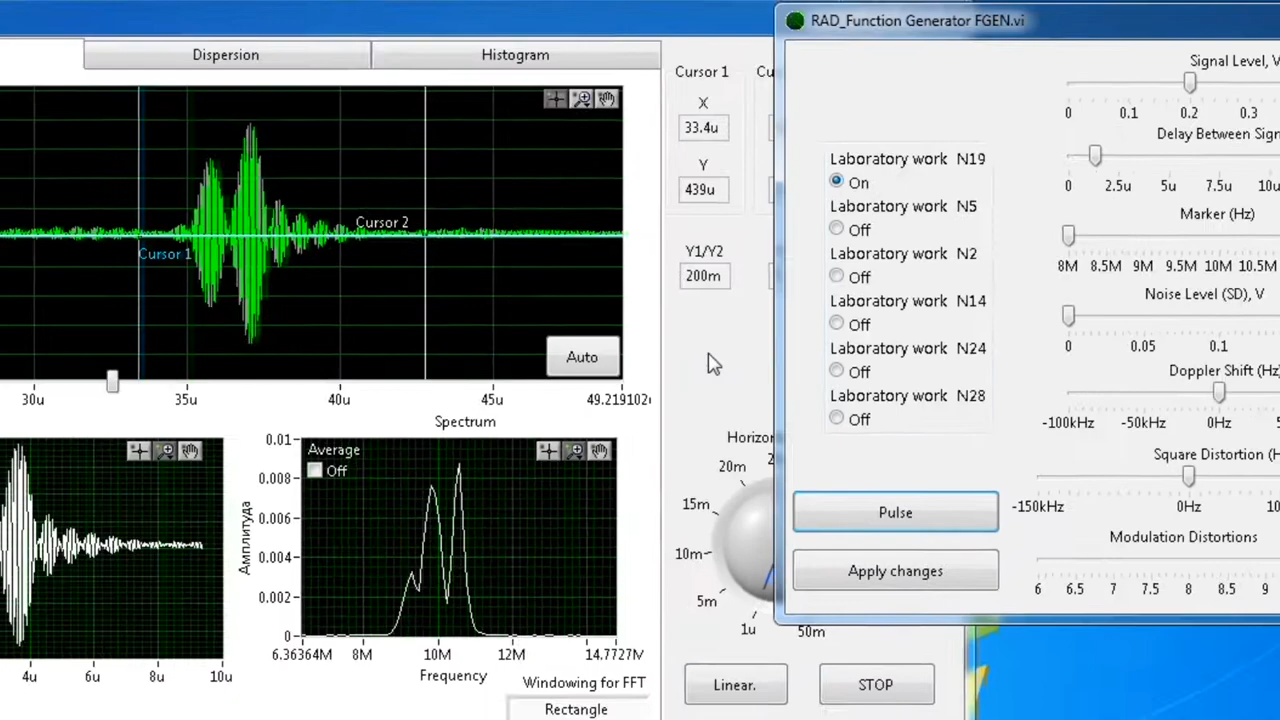 RAD_Function Generator FGEN.vi
Dispersion
Histogram
Cursor 1
X
33.4u
Y
439u
Y1/Y2
200m
Cursor 1
Cursor 2
Auto
30u
35u
40u
45u
Spectrum
Average
Off
0.01
0.008
0.006
0.004
0.002
0
Амплитуда
6.36364M
8M
10M
12M
14.7727M
Frequency
4u
6u
8u
10u
Windowing for FFT
Rectangle
20m
15m
10m
5m
1u
50m
Linear.
STOP
Laboratory work N19
On
Laboratory work N5
Off
Laboratory work N2
Off
Laboratory work N14
Off
Laboratory work N24
Off
Laboratory work N28
Off
Pulse
Apply changes
Signal Level, V
0 0.1 0.2 0.3
Delay Between
0 2.5u 5u 7.5u 10u
Marker (Hz)
8M 8.5M 9M 9.5M 10M 10.5M
Noise Level (SD), V
0 0.05 0.1
Doppler Shift (Hz)
-100kHz -50kHz 0Hz
Square Distortion
-150kHz 0Hz
Modulation Distortions
6 6.5 7 7.5 8 8.5 9